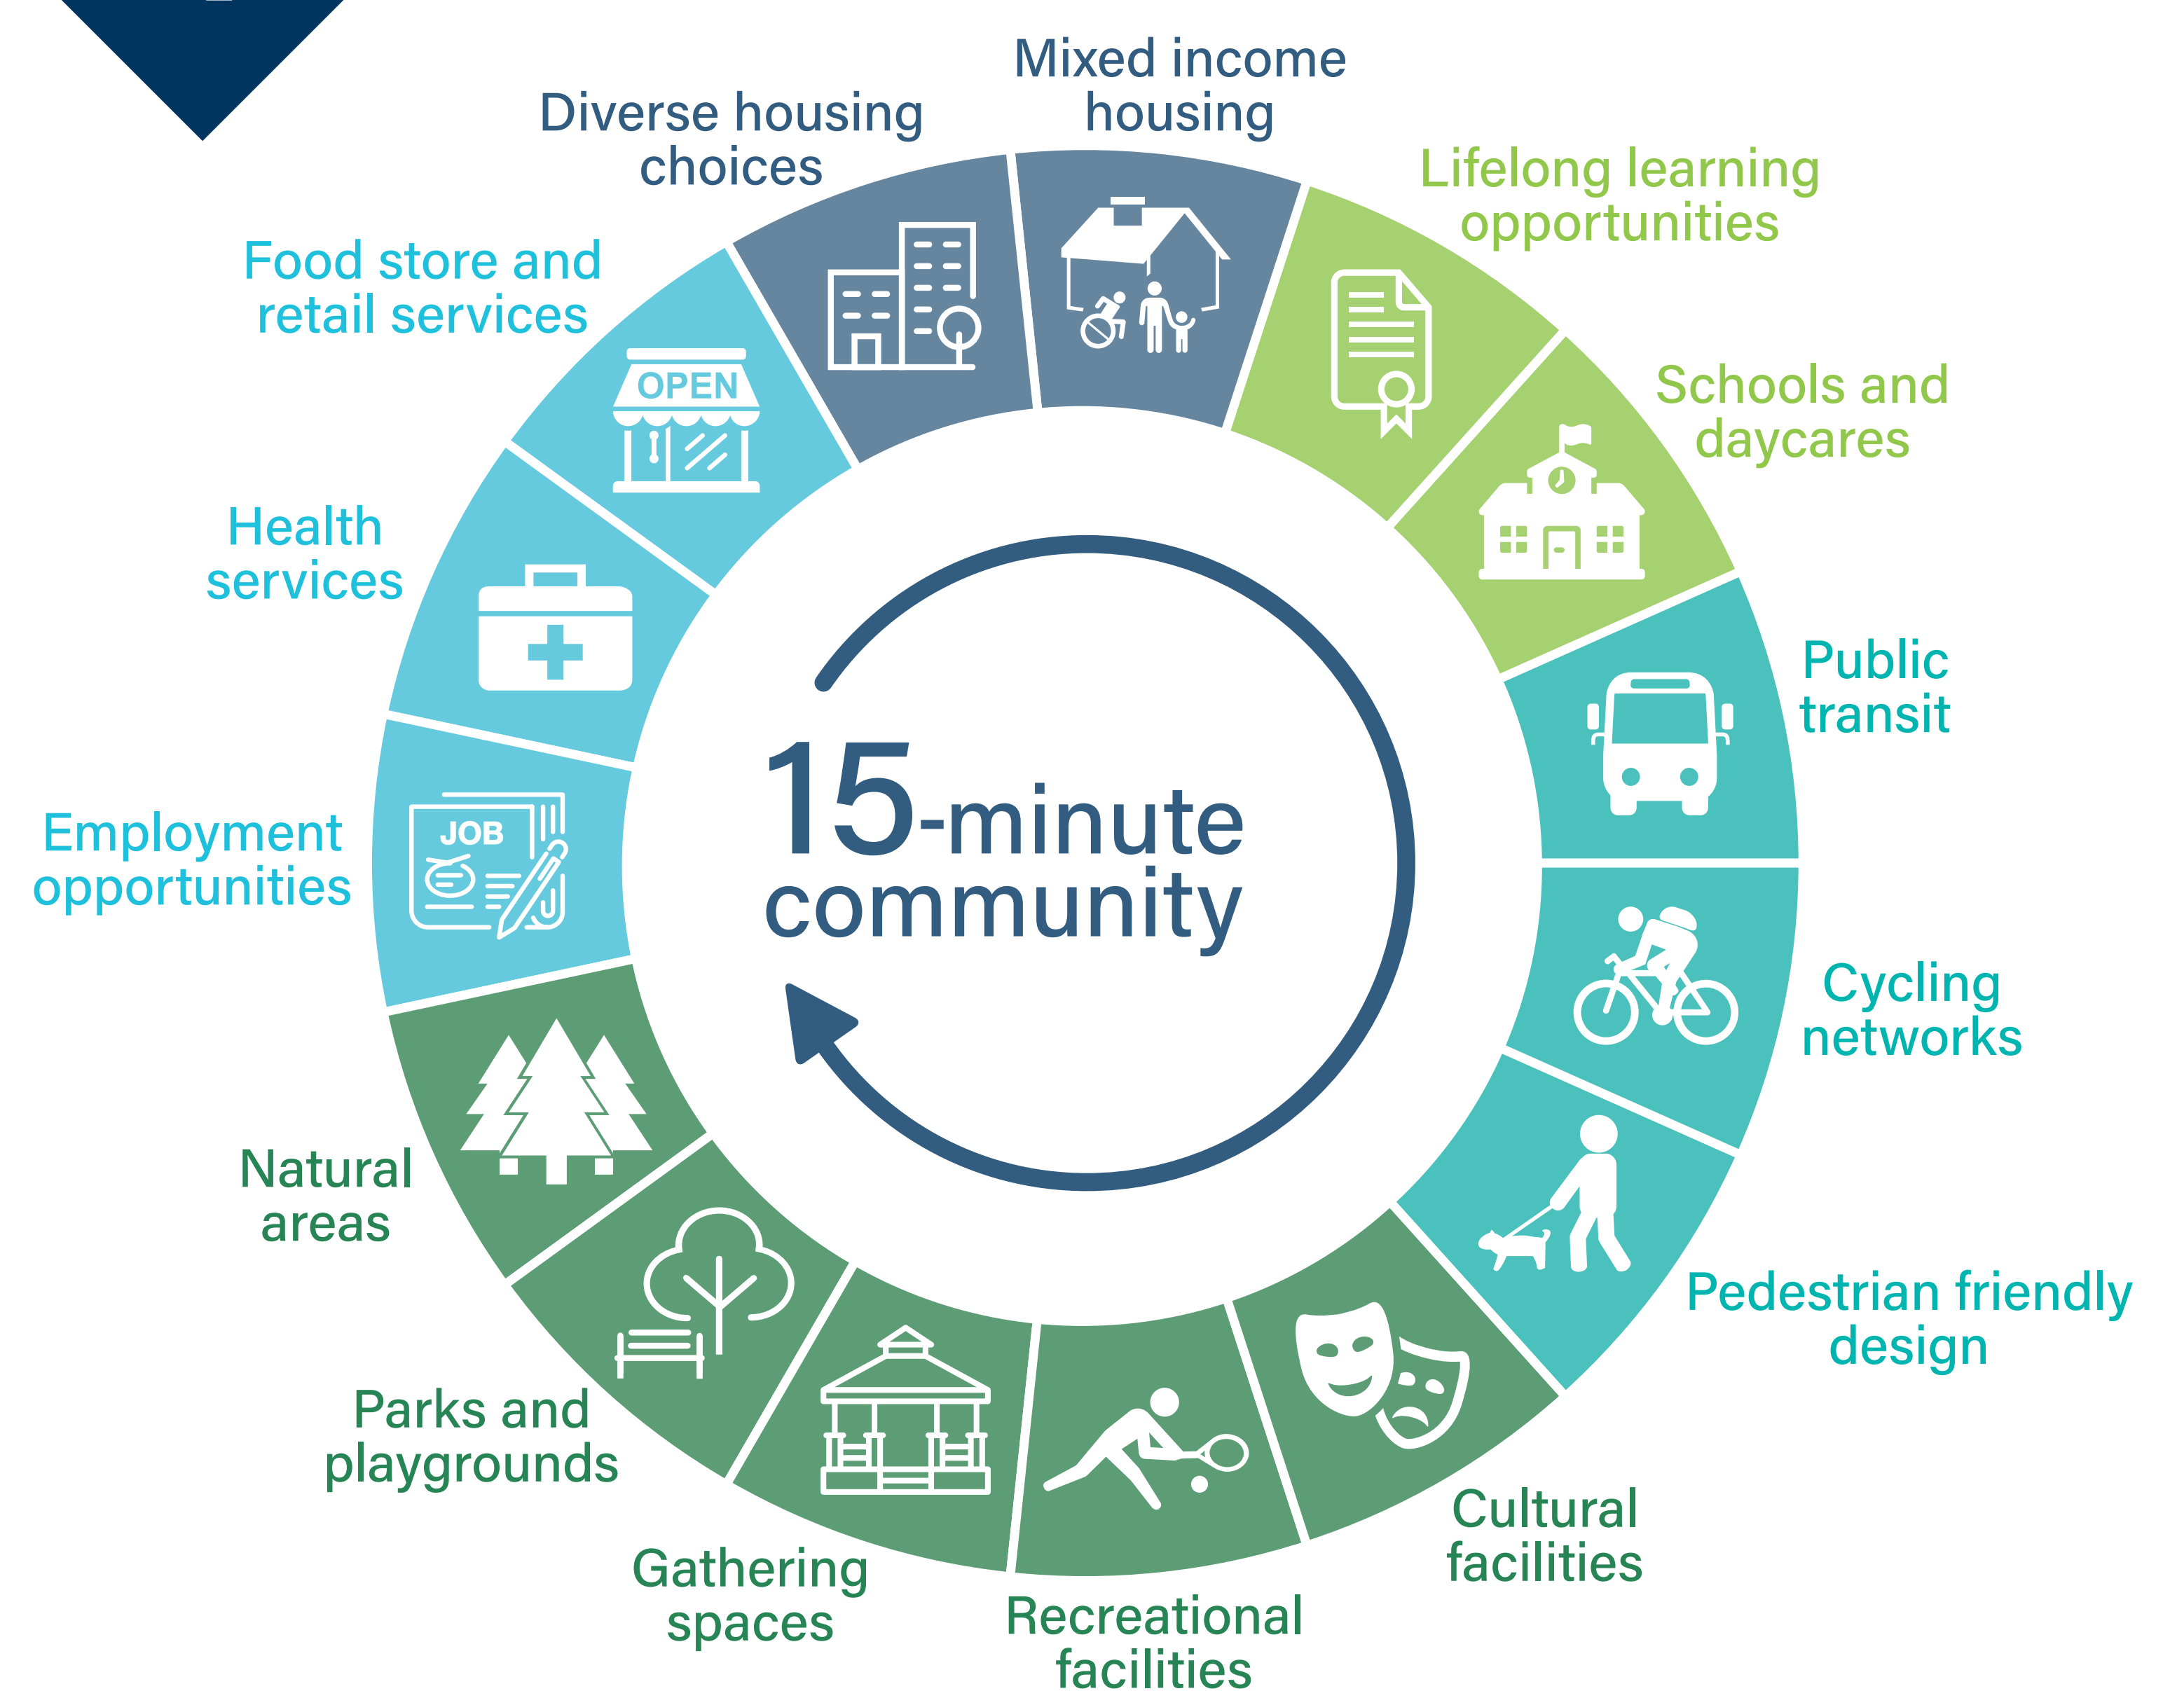 Mixed income
housing
Diverse housing
choices
Lifelong learning
opportunities
Food store and
retail services
OPEN
Schools and
daycares
Health
services
Public
transit
15-minute
community
JOB
Employment
opportunities
Cycling
networks
Natural
areas
Pedestrian friendly
design
Parks and
playgrounds
Cultural
facilities
Gathering
spaces
Recreational
facilities